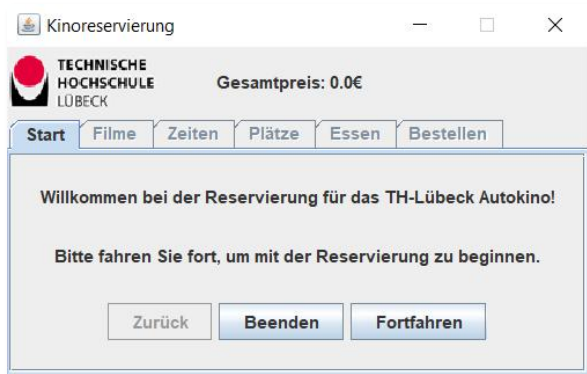 Kinoreservierung
TECHNISCHE
HOCHSCHULE
LÜBECK
Gesamtpreis: 0.0€
Start Filme Zeiten Plätze Essen Bestellen
Willkommen bei der Reservierung für das TH-Lübeck Autokino!
Bitte fahren Sie fort, um mit der Reservierung zu beginnen.
Zurück Beenden Fortfahren